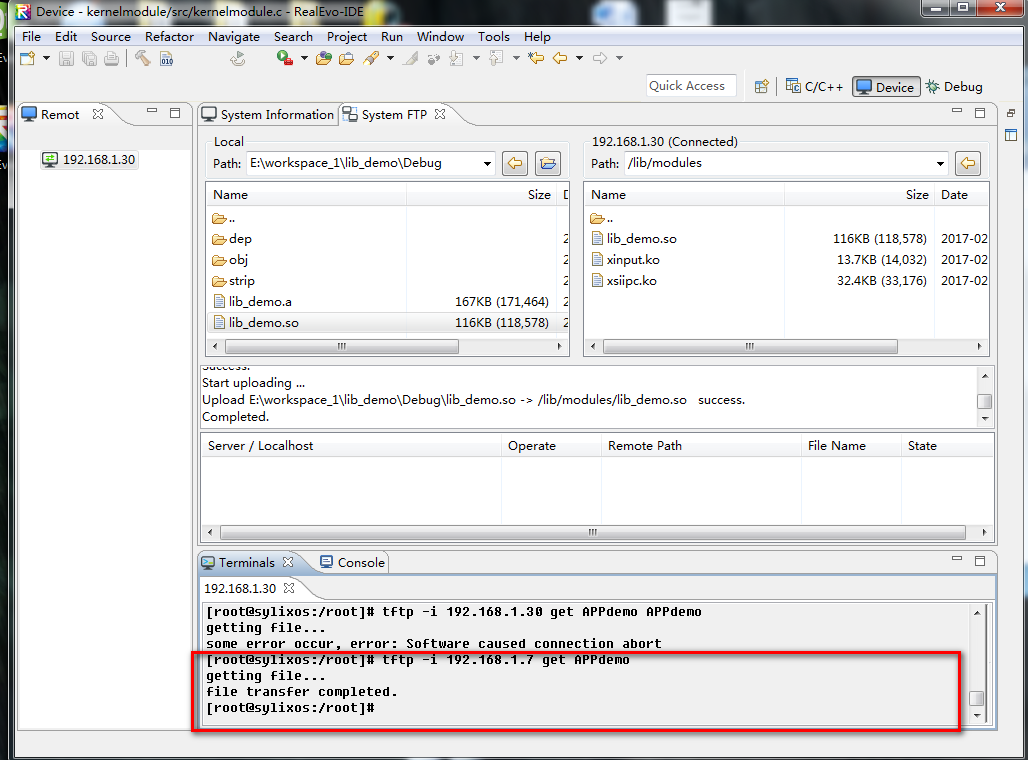 Device - kernelmodule/src/kernelmodule.c - RealEvo-IDE
File Edit Source Refactor Navigate Search Project Run Window Tools Help
Quick Access C/C++ Device Debug
Remot
192.168.1.30
System Information System FTP
Local
Path: E:\workspace_1\lib_demo\Debug
Name Size
..
dep
obj
strip
lib_demo.a 167KB (171,464)
lib_demo.so 116KB (118,578)
192.168.1.30 (Connected)
Path: /lib/modules
Name Size Date
..
lib_demo.so 116KB (118,578) 2017-02
xinput.ko 13.7KB (14,032) 2017-02
xsiipc.ko 32.4KB (33,176) 2017-02
Success.
Start uploading ...
Upload E:\workspace_1\lib_demo\Debug\lib_demo.so -> /lib/modules/lib_demo.so success.
Completed.
Server / Localhost Operate Remote Path File Name State
Terminals Console
192.168.1.30
[root@sylixos:/root]# tftp -i 192.168.1.30 get APPdemo APPdemo
getting file...
some error occur, error: Software caused connection abort
[root@sylixos:/root]# tftp -i 192.168.1.7 get APPdemo
getting file...
file transfer completed.
[root@sylixos:/root]#